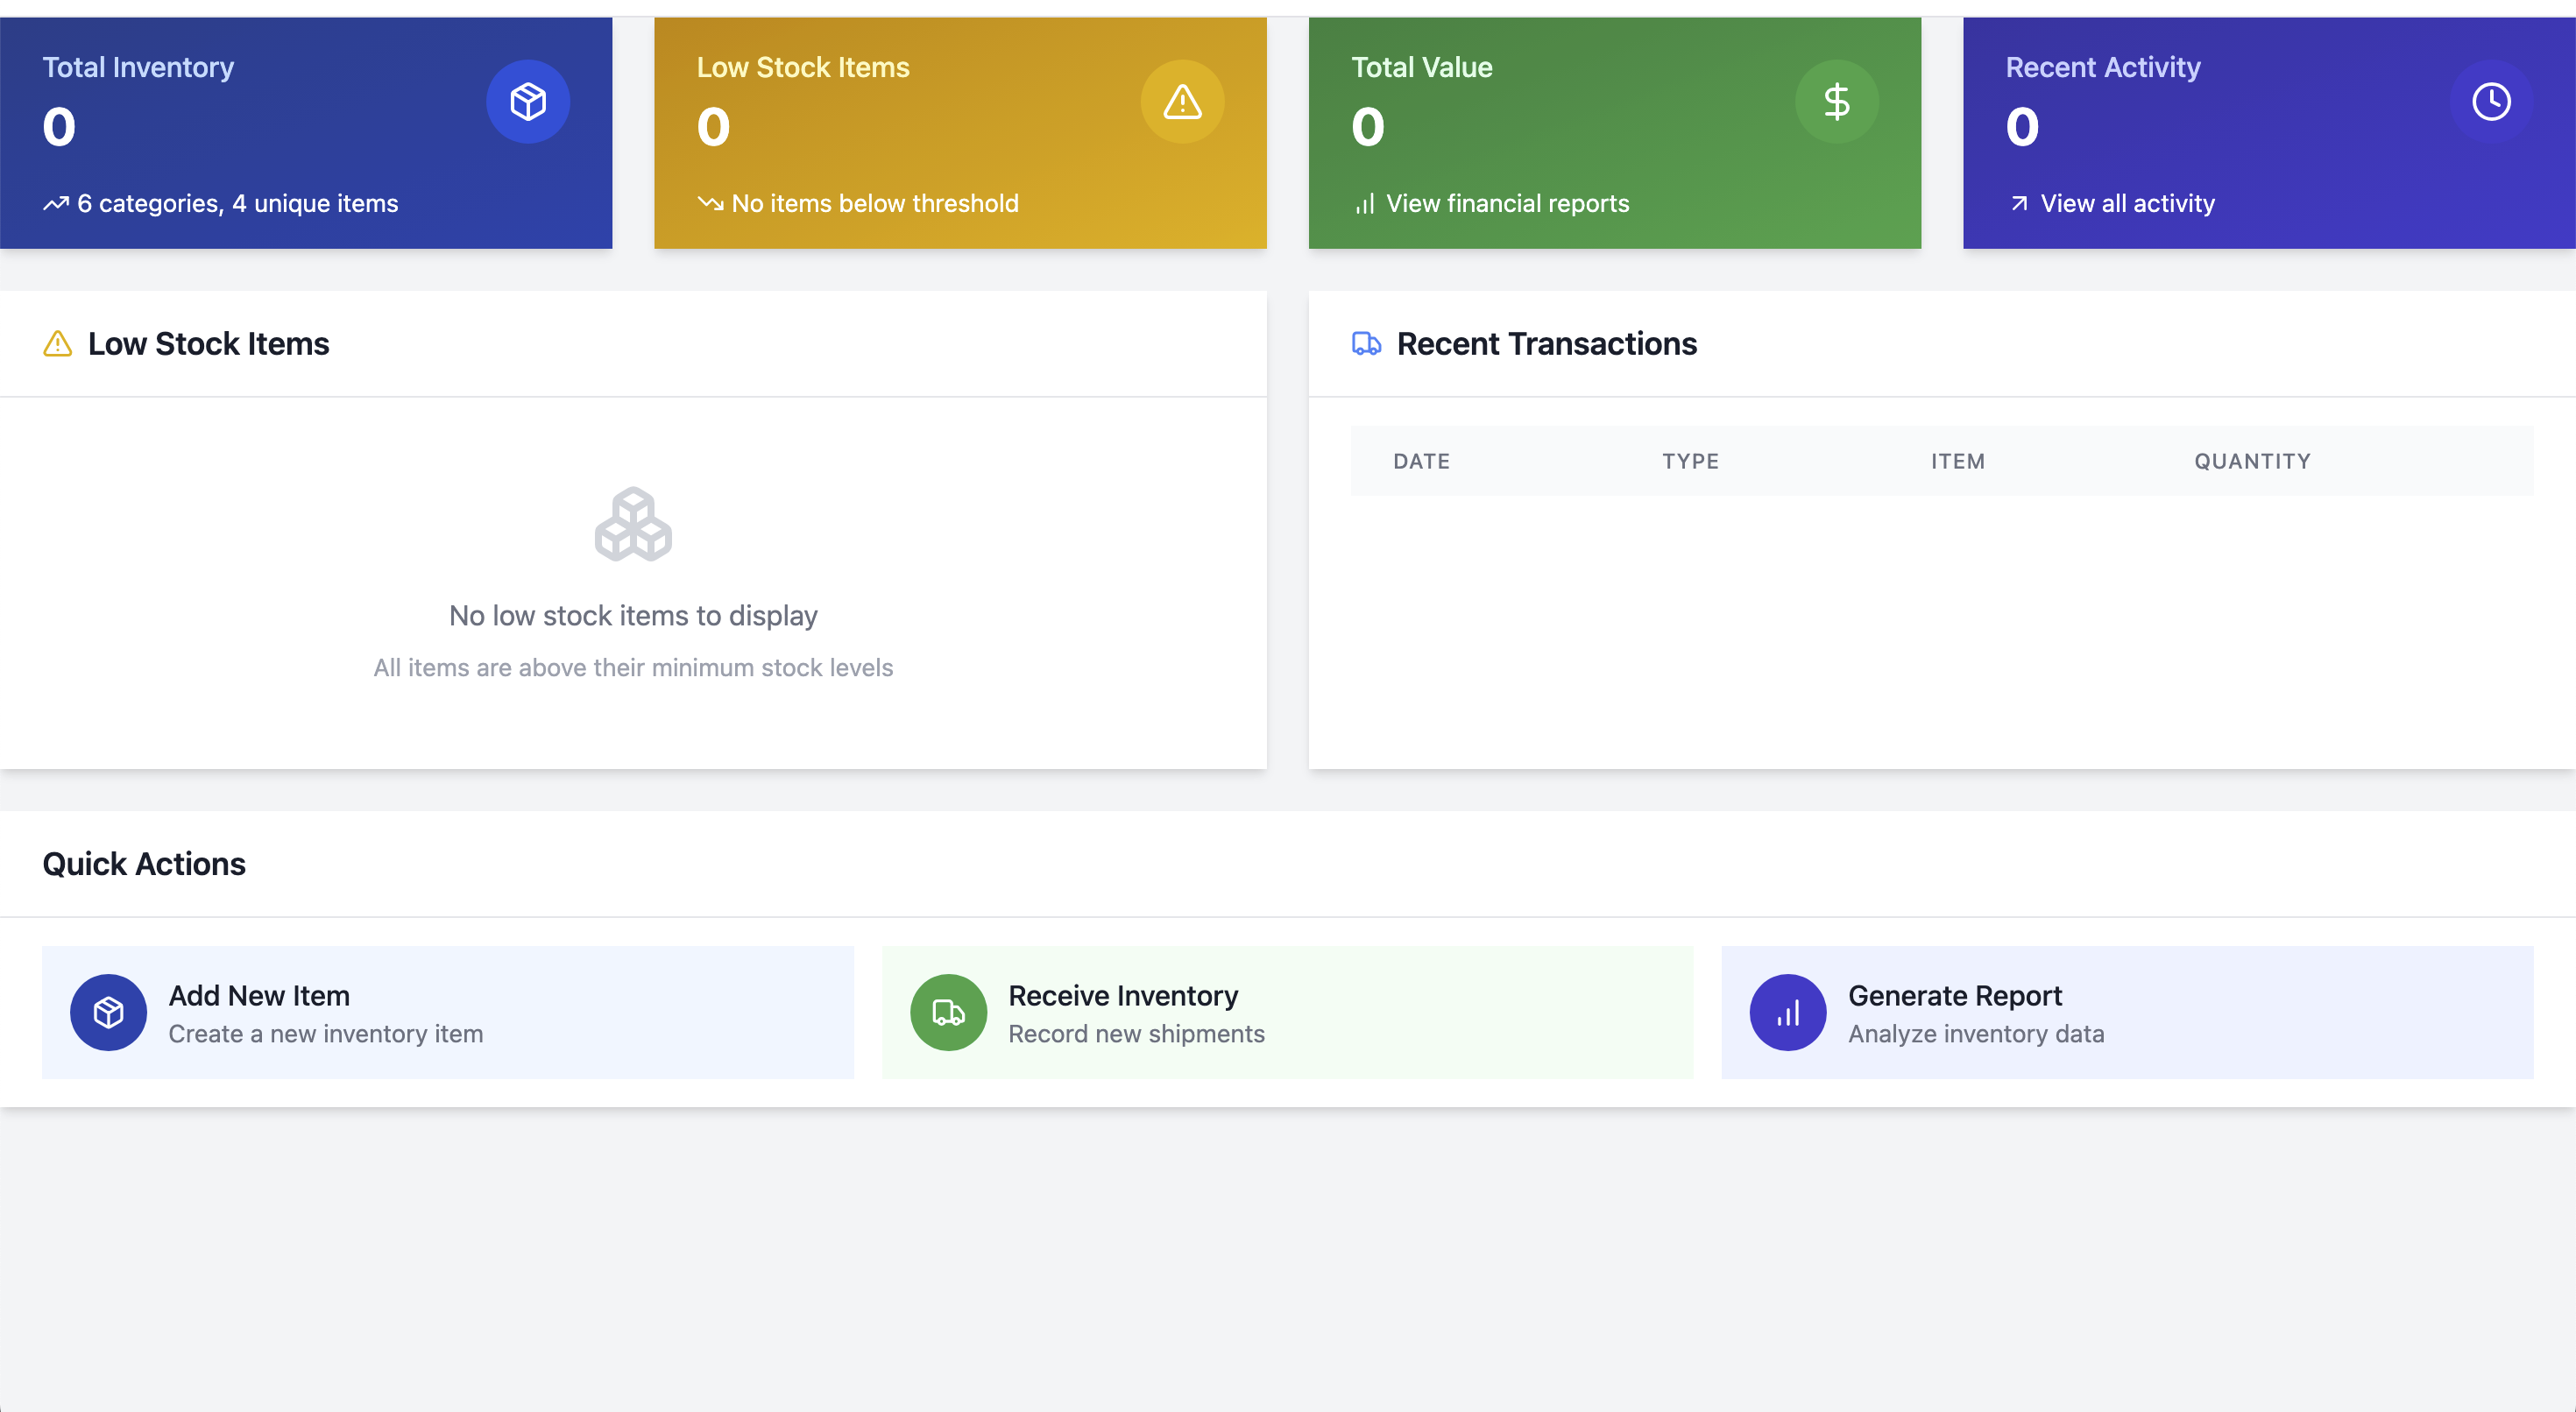 Total Inventory
0
6 categories, 4 unique items
Low Stock Items
0
No items below threshold
Total Value
0
View financial reports
Recent Activity
0
View all activity
Low Stock Items
No low stock items to display
All items are above their minimum stock levels
Recent Transactions
DATE TYPE ITEM QUANTITY
Quick Actions
Add New Item
Create a new inventory item
Receive Inventory
Record new shipments
Generate Report
Analyze inventory data